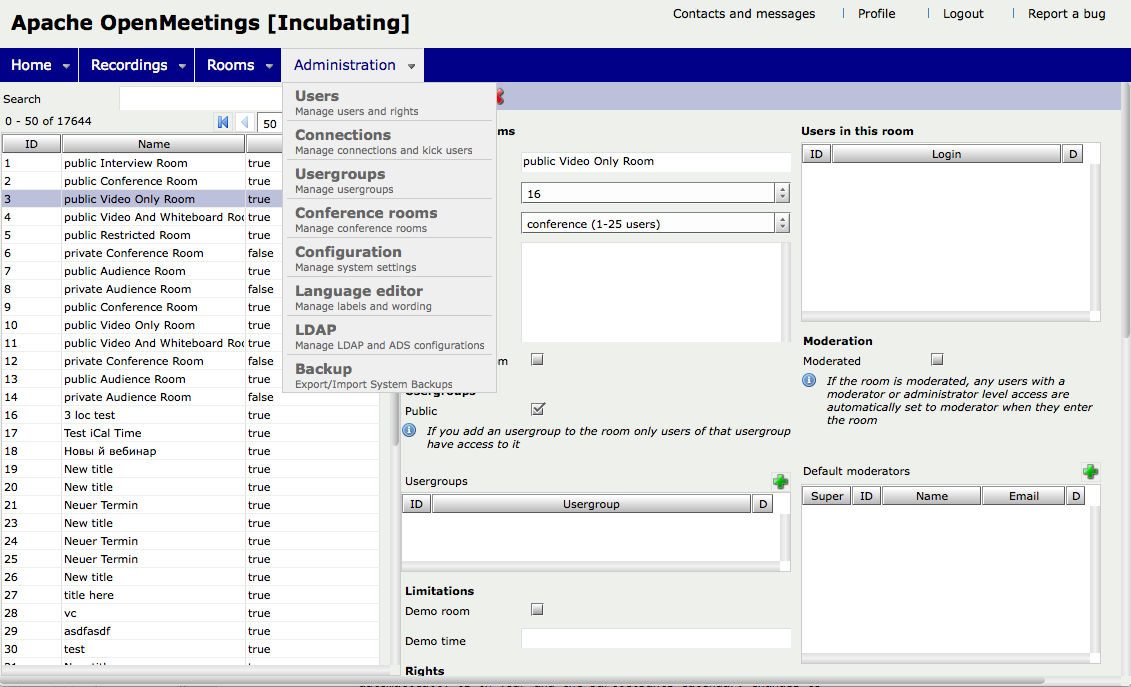 Apache OpenMeetings [Incubating]
Contacts and messages
Profile
Logout
Report a bug
Home
Recordings
Rooms
Administration
Search
0 - 50 of 17644
50
ID Name
1 public Interview Room true
2 public Conference Room true
3 public Video Only Room true
4 public Video And Whiteboard Roo true
5 public Restricted Room true
6 private Conference Room false
7 public Audience Room true
8 private Audience Room false
9 public Conference Room true
10 public Video Only Room true
11 public Video And Whiteboard Roo true
12 private Conference Room false
13 public Audience Room true
14 private Audience Room false
16 3 loc test true
17 Test iCal Time true
18 Новы й вебинар true
19 New title true
20 New title true
21 Neuer Termin true
23 New title true
24 Neuer Termin true
25 Neuer Termin true
26 New title true
27 title here true
28 vc true
29 asdfasdf true
30 test true
Users
Manage users and rights
Connections
Manage connections and kick users
Usergroups
Manage usergroups
Conference rooms
Manage conference rooms
Configuration
Manage system settings
Language editor
Manage labels and wording
LDAP
Manage LDAP and ADS configurations
Backup
Export/Import System Backups
ms
public Video Only Room
16
conference (1-25 users)
m
Usergroups
Public
If you add an usergroup to the room only users of that usergroup
have access to it
Usergroups
ID Usergroup D
Limitations
Demo room
Demo time
Rights
Users in this room
ID Login D
Moderation
Moderated
If the room is moderated, any users with a
moderator or administrator level access are
automatically set to moderator when they enter
the room
Default moderators
Super ID Name Email D